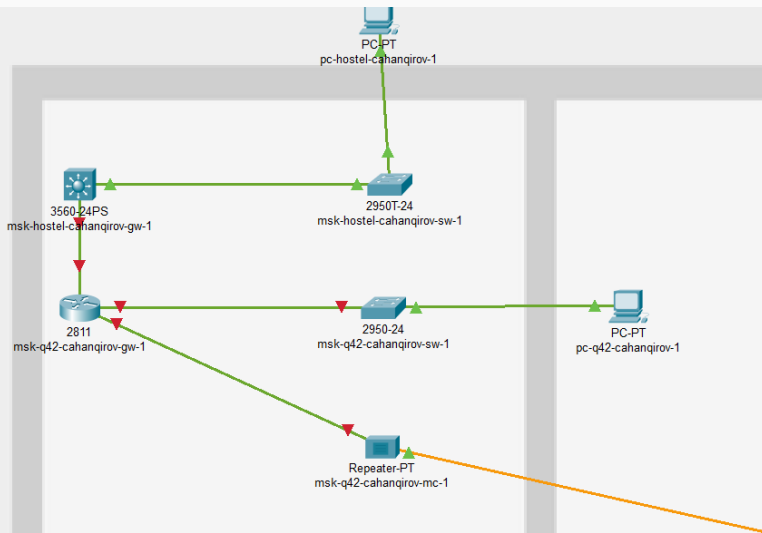 PC-PT
pc-hostel-cahanqirov-1
3560-24PS
msk-hostel-cahanqirov-gw-1
2950T-24
msk-hostel-cahanqirov-sw-1
2811
msk-q42-cahanqirov-gw-1
2950-24
msk-q42-cahanqirov-sw-1
PC-PT
pc-q42-cahanqirov-1
Repeater-PT
msk-q42-cahanqirov-mc-1